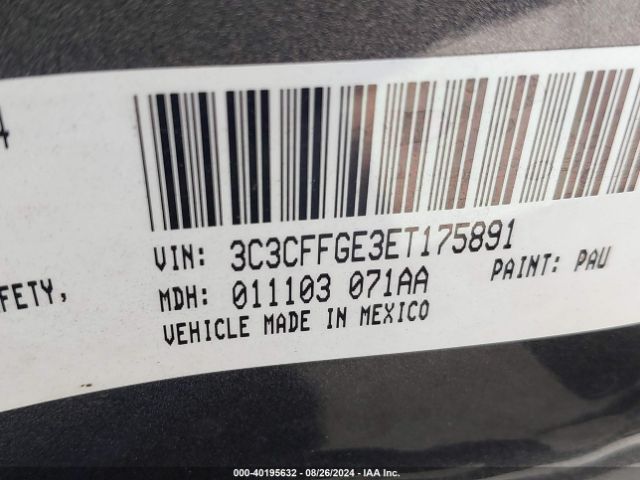 4
VIN: 3C3CFFGE3ET175891
FETY, MDH: 011103 071AA PAINT: PAU
VEHICLE MADE IN MEXICO
000-40195632 - 08/26/2024 - IAA Inc.